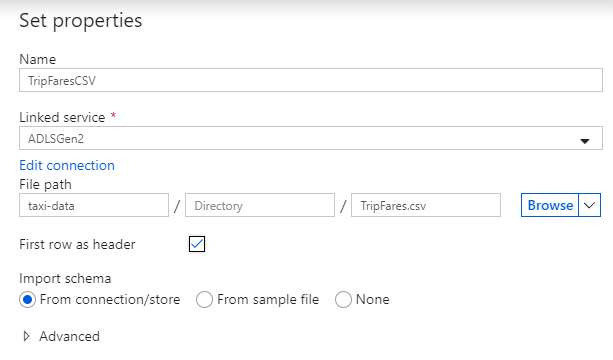 Set properties
Name
TripFaresCSV
Linked service *
ADLSGen2
Edit connection
File path
taxi-data / Directory / TripFares.csv Browse
First row as header
Import schema
From connection/store From sample file None
Advanced